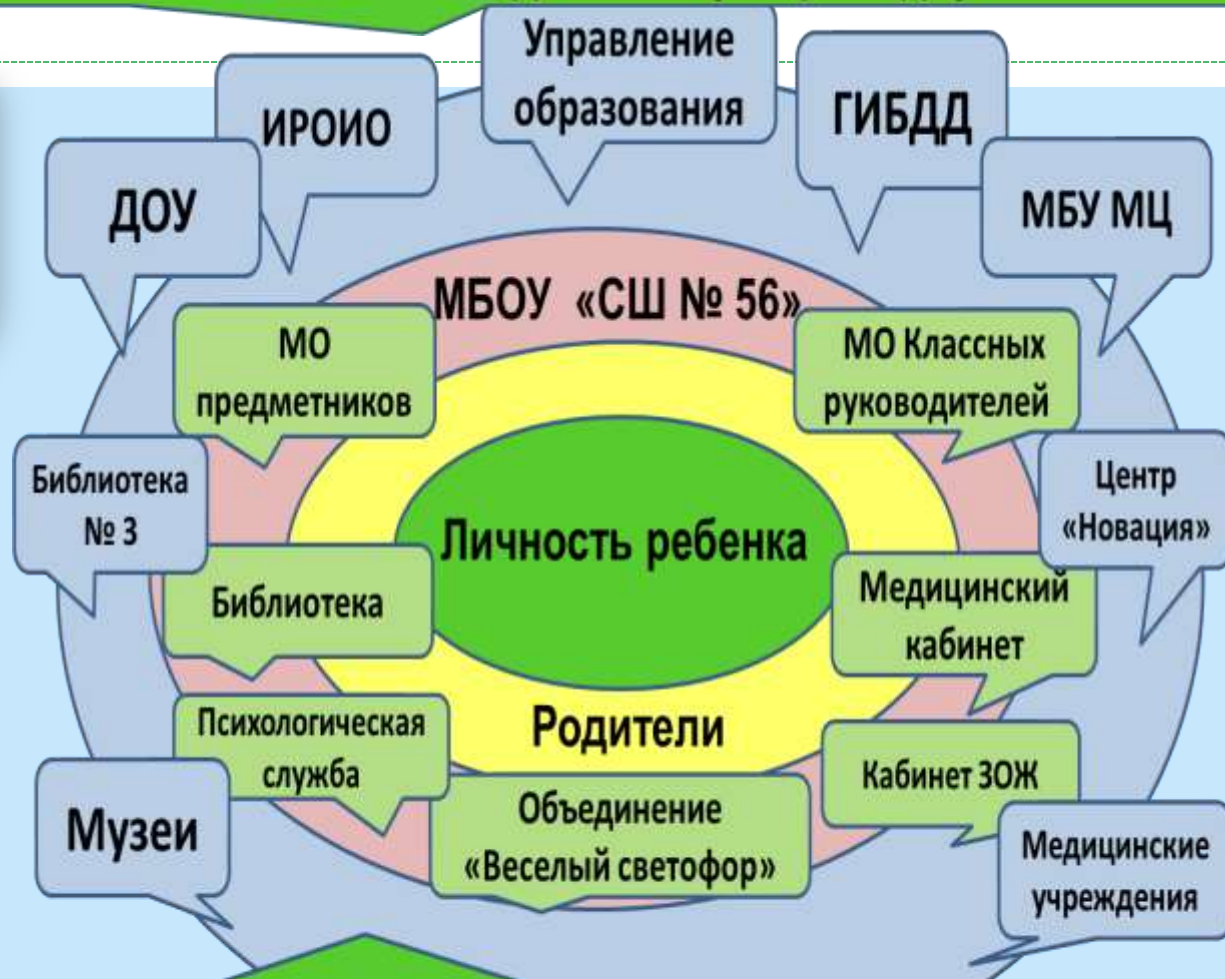 Управление
образования
ИРОИО
ГИБДД
ДОУ
МБУ МЦ
МБОУ «СШ № 56»
МО
предметников
МО Классных
руководителей
Библиотека
№ 3
Центр
«Новация»
Личность ребенка
Библиотека
Медицинский
кабинет
Родители
Психологическая
служба
Кабинет ЗОЖ
Музеи
Объединение
«Веселый светофор»
Медицинские
учреждения